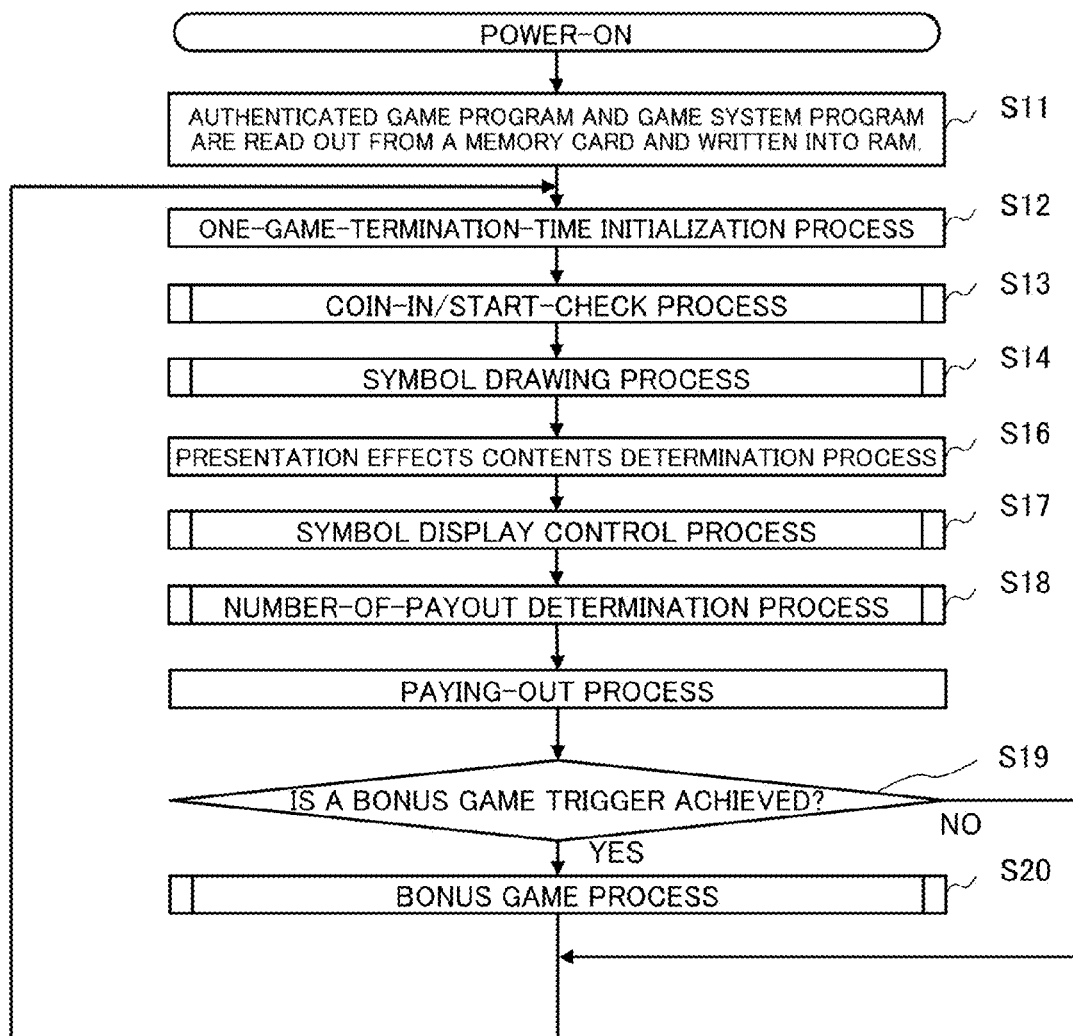 POWER-ON
AUTHENTICATED GAME PROGRAM AND GAME SYSTEM PROGRAM
ARE READ OUT FROM A MEMORY CARD AND WRITTEN INTO RAM.
S11
ONE-GAME-TERMINATION-TIME INITIALIZATION PROCESS
S12
COIN-IN/START-CHECK PROCESS
S13
SYMBOL DRAWING PROCESS
S14
PRESENTATION EFFECTS CONTENTS DETERMINATION PROCESS
S16
SYMBOL DISPLAY CONTROL PROCESS
S17
NUMBER-OF-PAYOUT DETERMINATION PROCESS
S18
PAYING-OUT PROCESS
IS A BONUS GAME TRIGGER ACHIEVED?
S19
NO
YES
BONUS GAME PROCESS
S20